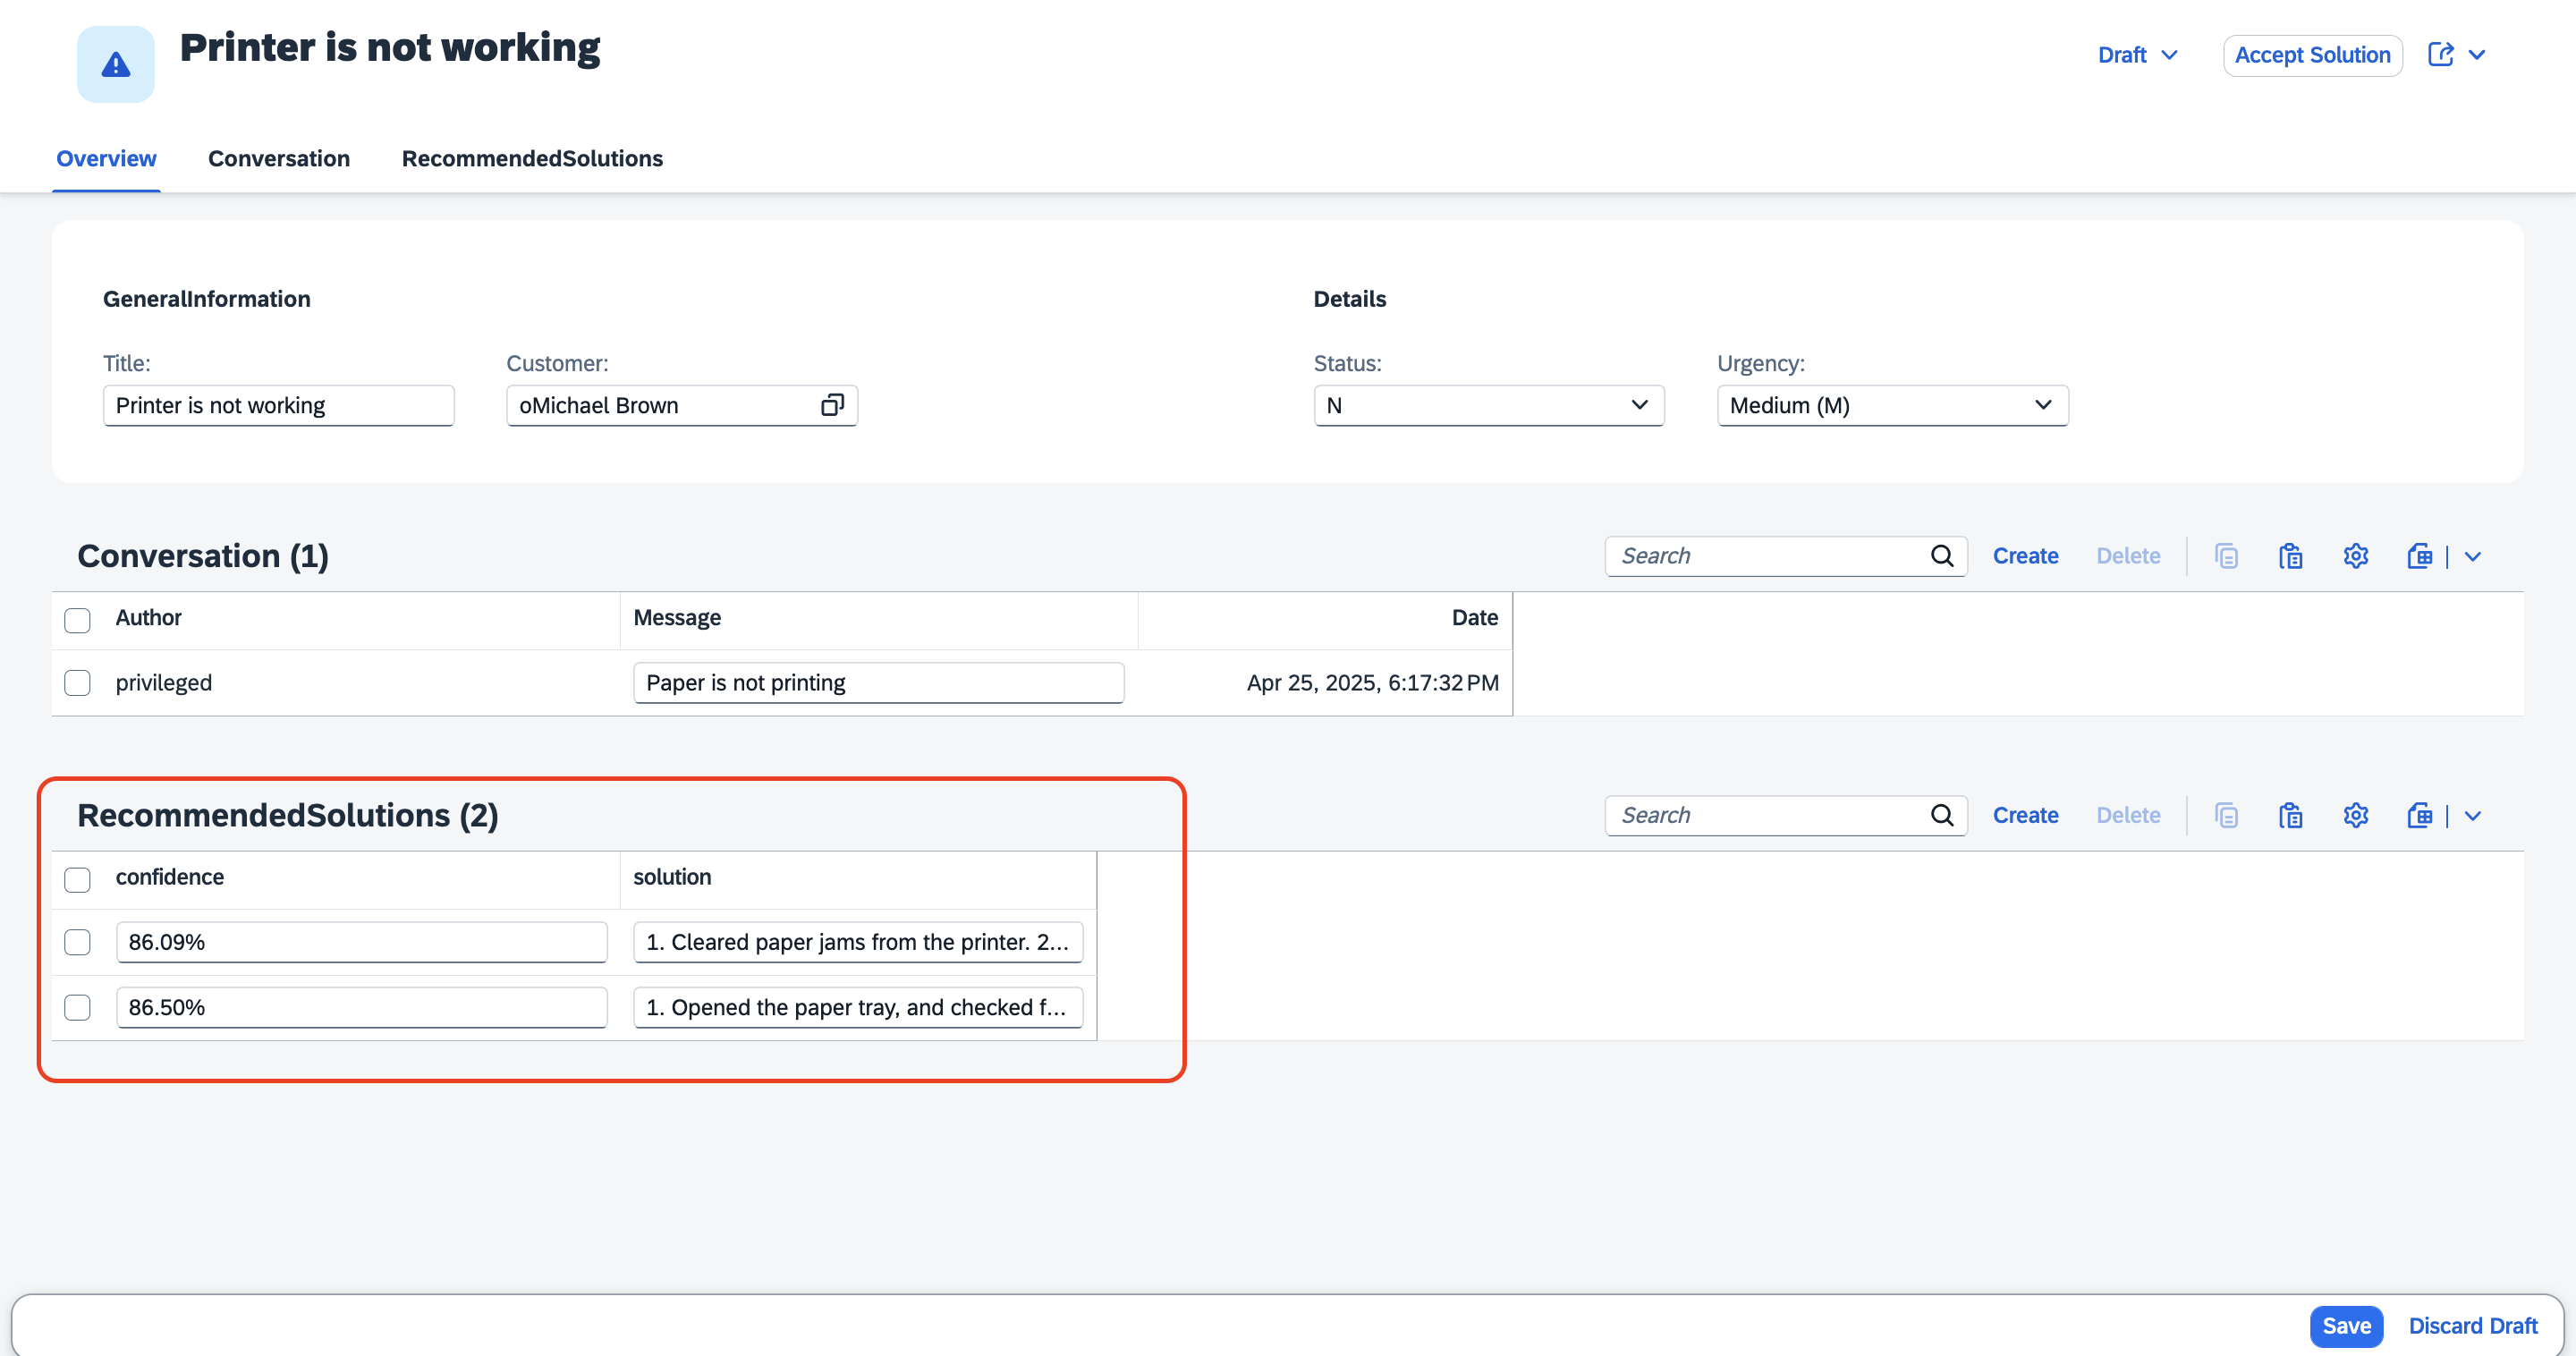 Printer is not working
Draft
Accept Solution
Overview Conversation RecommendedSolutions
GeneralInformation
Title:
Printer is not working
Customer:
oMichael Brown
Details
Status:
N
Urgency:
Medium (M)
Conversation (1)
Search
Create Delete
Author Message Date
privileged Paper is not printing Apr 25, 2025, 6:17:32 PM
RecommendedSolutions (2)
Search
Create Delete
confidence solution
86.09% 1. Cleared paper jams from the printer. 2...
86.50% 1. Opened the paper tray, and checked f...
Save Discard Draft